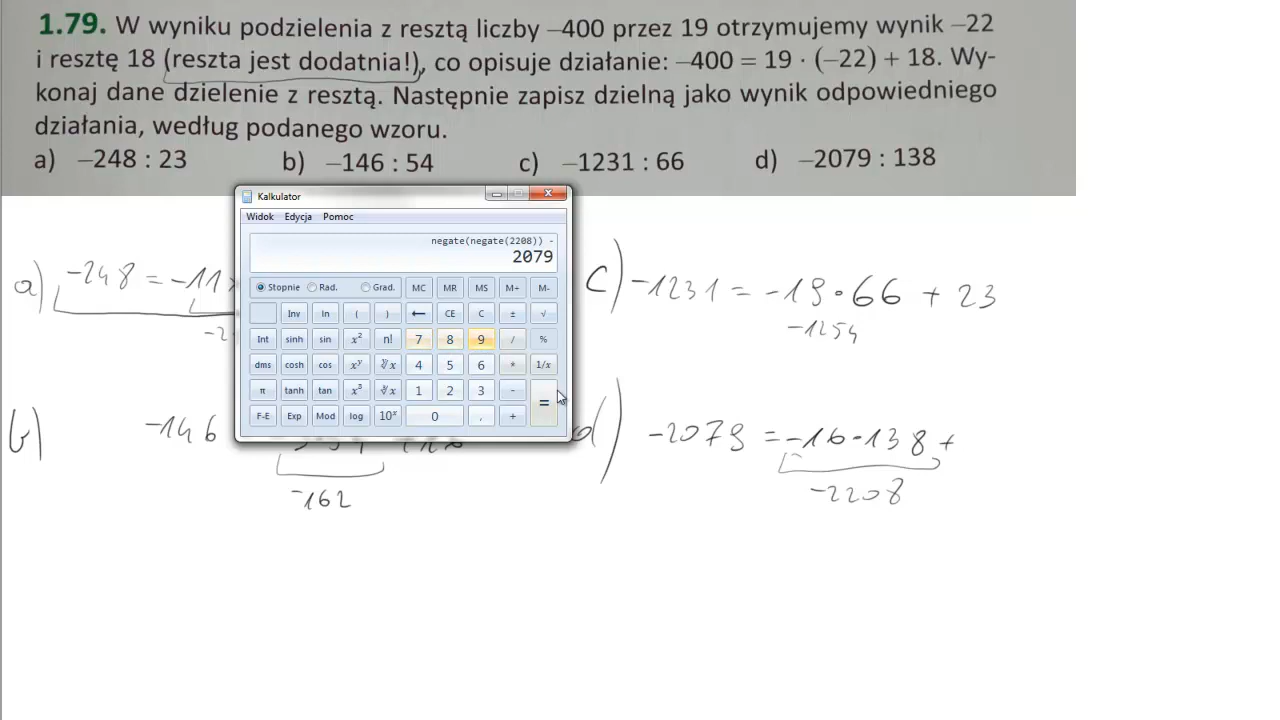 1.79. W wyniku podzielenia z resztą liczby –400 przez 19 otrzymujemy wynik –22
i resztę 18 (reszta jest dodatnia!), co opisuje działanie: –400 = 19 · (–22) + 18. Wy-
konaj dane dzielenie z resztą. Następnie zapisz dzielną jako wynik odpowiedniego
działania, według podanego wzoru.
a) –248 : 23 b) –146 : 54 c) –1231 : 66 d) –2079 : 138
Kalkulator
Widok Edycja Pomoc
negate(negate(2208)) -
2079
Stopnie Rad. Grad. MC MR MS M+ M-
Inv ln ( ) ← CE C ± √
Int sinh sin x² n! 7 8 9 / %
dms cosh cos xʸ ʸ√x 4 5 6 * 1/x
π tanh tan x³ ³√x 1 2 3 - =
F-E Exp Mod log 10ˣ 0 , +
a) -248 = -11
c) -1231 = -19·66 + 23
-1254
b) -146
-162
d) -2079 = -16·138 +
-2208